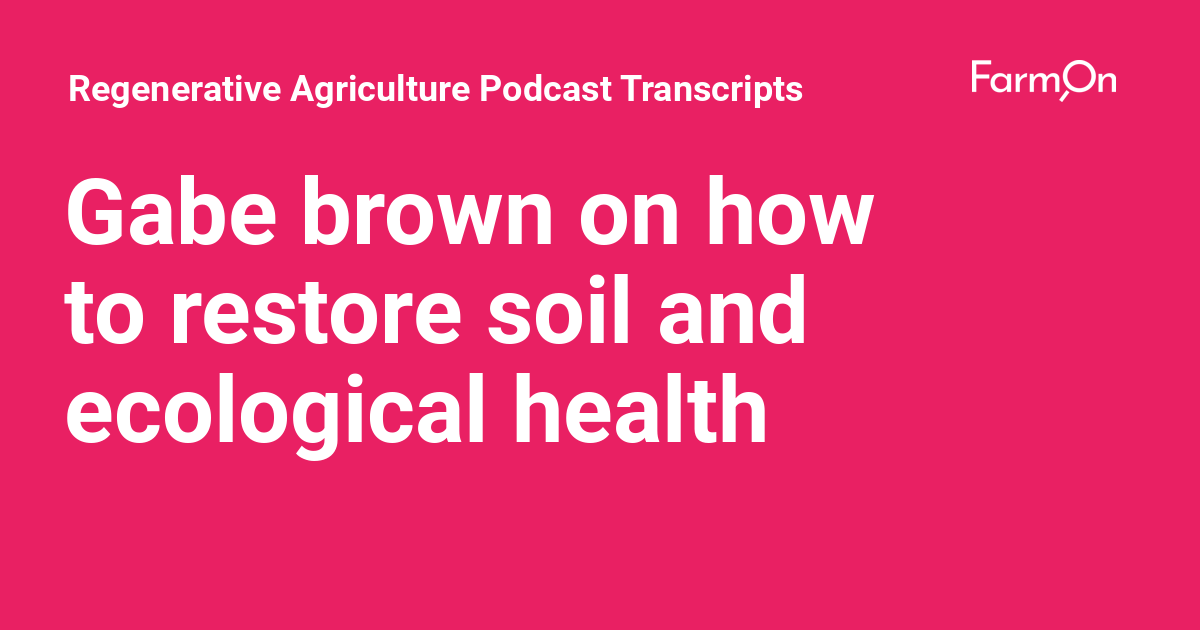 Regenerative Agriculture Podcast Transcripts
FarmOn
Gabe brown on how
to restore soil and
ecological health